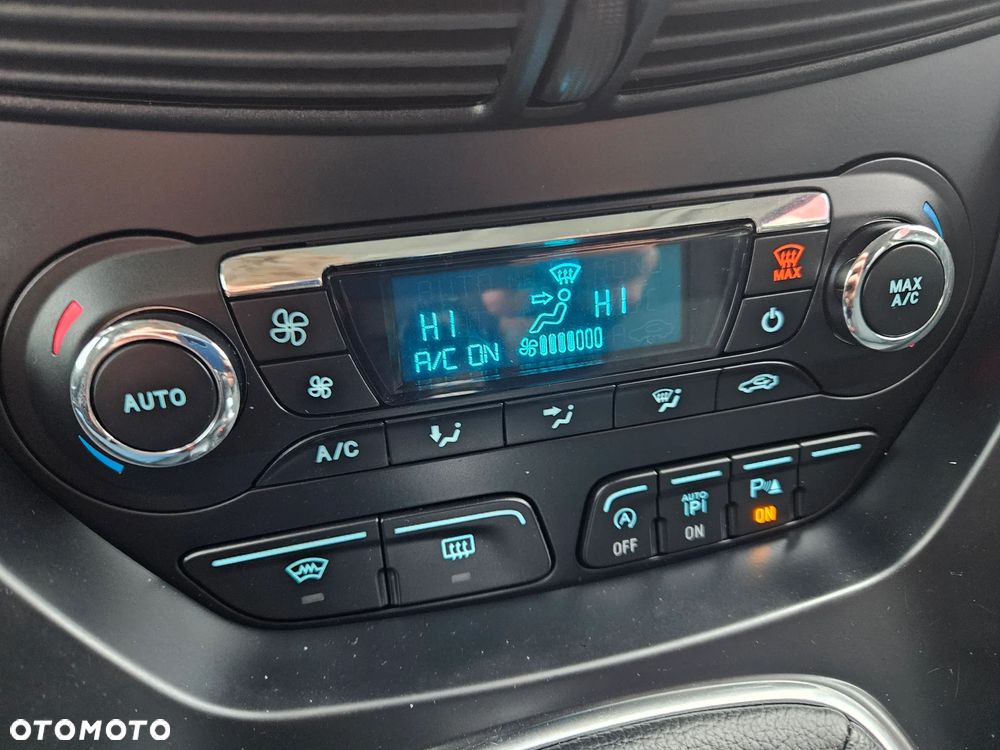 HI
HI
A/C ON
MAX
MAX
A/C
AUTO
A/C
OFF
AUTO
P
ON
P
ON
OTOMOTO